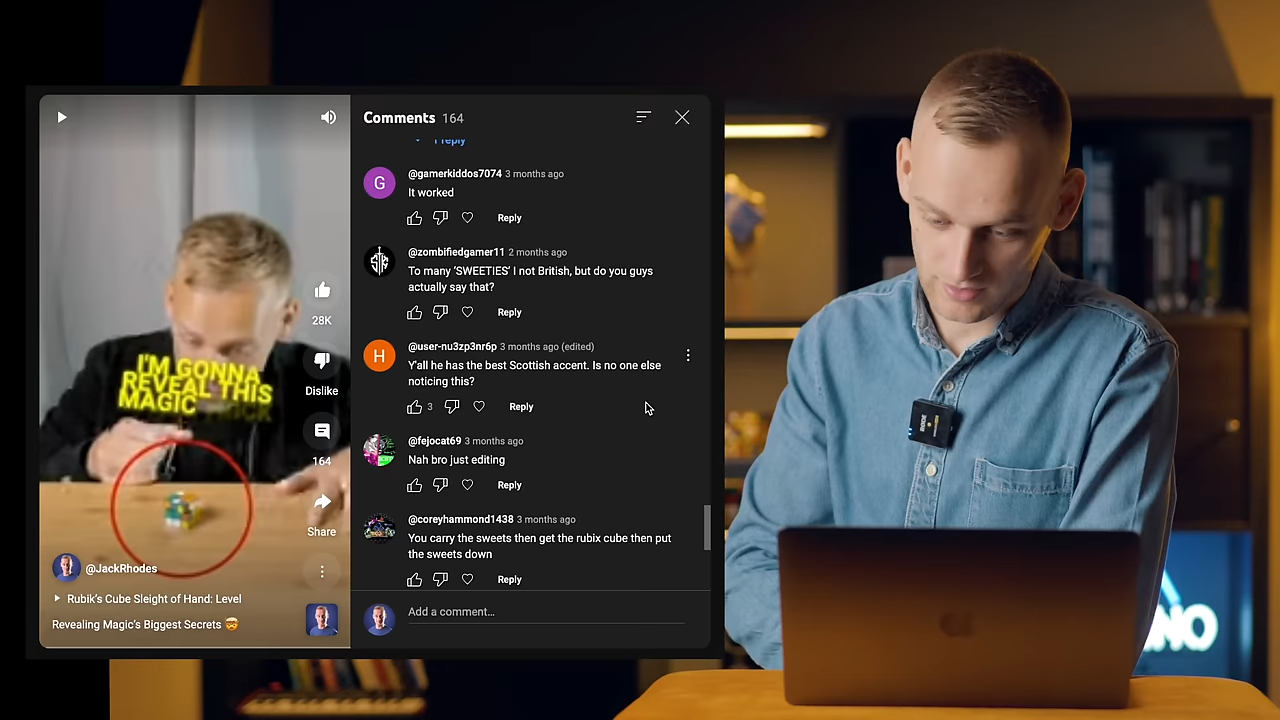 Comments 164
1 reply
G
@gamerkiddos7074 3 months ago
It worked
Reply
@zombifiedgamer11 2 months ago
To many 'SWEETIES' I not British, but do you guys
actually say that?
Reply
H
@user-nu3zp3nr6p 3 months ago (edited)
Y'all he has the best Scottish accent. Is no one else
noticing this?
3
Reply
@fejocat69 3 months ago
Nah bro just editing
Reply
@coreyhammond1438 3 months ago
You carry the sweets then get the rubix cube then put
the sweets down
Reply
Add a comment...
I'M GONNA
REVEAL THIS
MAGIC
28K
Dislike
164
Share
@JackRhodes
Rubik's Cube Sleight of Hand: Level
Revealing Magic's Biggest Secrets 🤯
RODE
NO